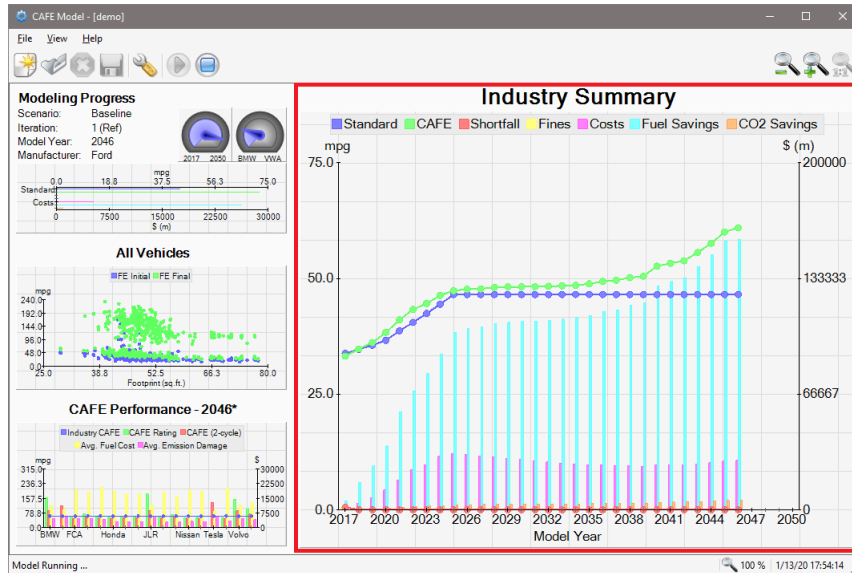 CAFE Model - [demo]
File View Help
1:1
Modeling Progress
Scenario: Baseline
Iteration: 1 (Ref)
Model Year: 2046
Manufacturer: Ford
2017 2050 BMW VWA
mpg
0.0 18.8 37.5 56.3 75.0
Standard
Costs
0 7500 15000 22500 30000
$ (m)
All Vehicles
FE Initial FE Final
mpg
240.0
192.0
144.0
96.0
48.0
0.0
25.0 38.8 52.5 66.3 80.0
Footprint (sq.ft.)
CAFE Performance - 2046*
Industry CAFE CAFE Rating CAFE (2-cycle)
Avg. Fuel Cost Avg. Emission Damage
mpg $
315.0 30000
236.3 22500
157.5 15000
78.8 7500
0.0 0
BMW FCA Honda JLR Nissan Tesla Volvo
Industry Summary
Standard CAFE Shortfall Fines Costs Fuel Savings CO2 Savings
mpg $ (m)
75.0 200000
50.0 133333
25.0 66667
0.0 0
2017 2020 2023 2026 2029 2032 2035 2038 2041 2044 2047 2050
Model Year
Model Running ... 100 % 1/13/20 17:54:14